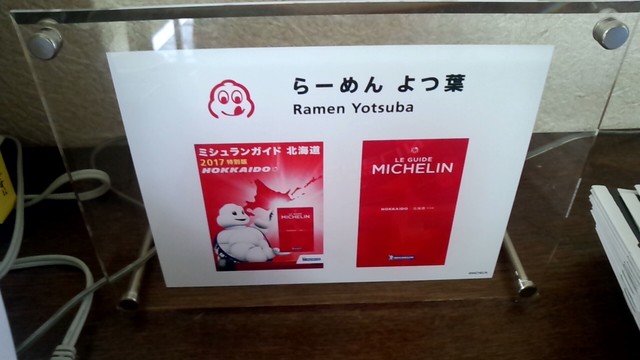 らーめん よつ葉
Ramen Yotsuba
ミシュランガイド 北海道
2017 特別版
HOKKAIDO
MICHELIN
LE GUIDE
MICHELIN
HOKKAIDO